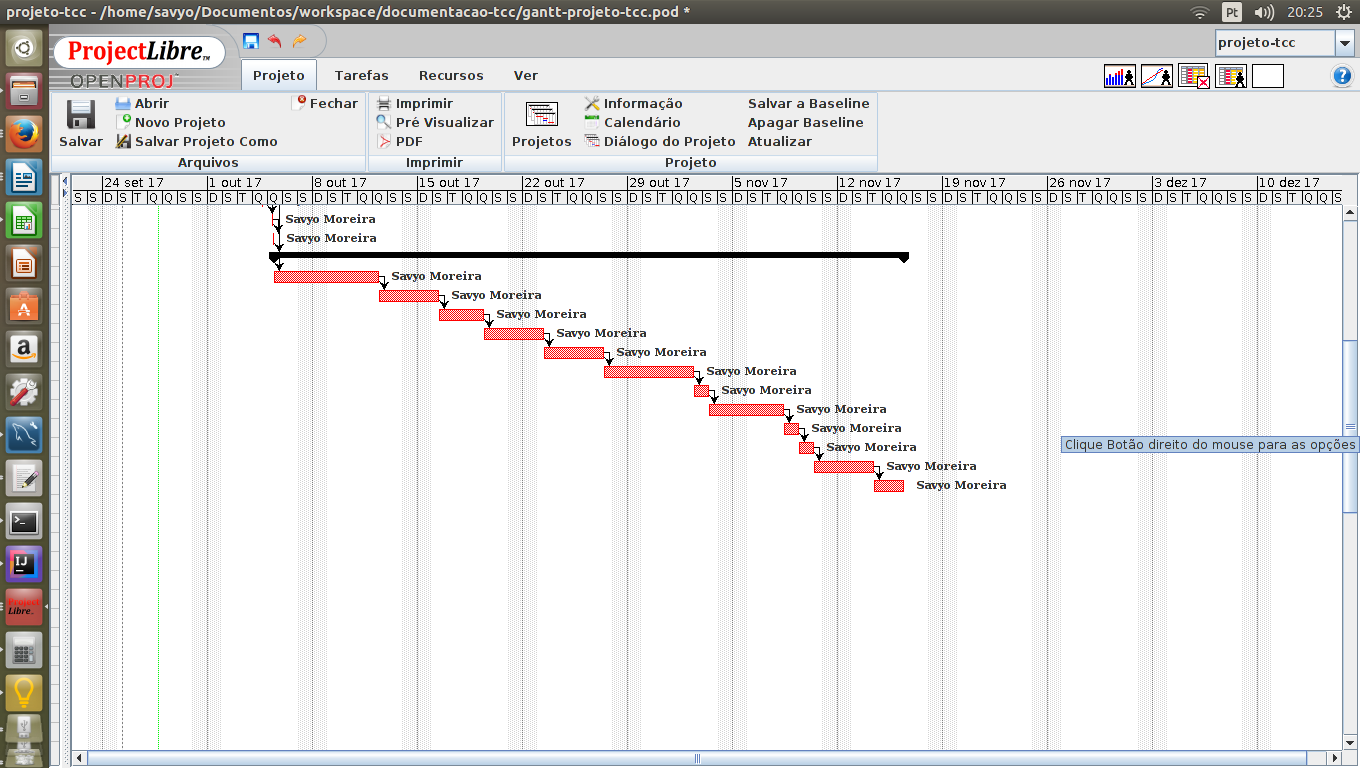 projeto-tcc - /home/savyo/Documentos/workspace/documentacao-tcc/gantt-projeto-tcc.pod * Pt 20:25
ProjectLibre™
OPENPROJ
projeto-tcc
Projeto Tarefas Recursos Ver
Salvar
Abrir Fechar
Novo Projeto
Salvar Projeto Como
Arquivos
Imprimir
Pré Visualizar
PDF
Imprimir
Projetos
Informação Salvar a Baseline
Calendário Apagar Baseline
Diálogo do Projeto Atualizar
Projeto
24 set 17 1 out 17 8 out 17 15 out 17 22 out 17 29 out 17 5 nov 17 12 nov 17 19 nov 17 26 nov 17 3 dez 17 10 dez 17
S S D S T Q Q S S D S T Q Q S S D S T Q Q S S D S T Q Q S S D S T Q Q S S D S T Q Q S S D S T Q Q S S D S T Q Q S S D S T Q Q S S D S T Q Q S S D S T Q Q S S D S T Q Q S
Savyo Moreira
Savyo Moreira
Savyo Moreira
Savyo Moreira
Savyo Moreira
Savyo Moreira
Savyo Moreira
Savyo Moreira
Savyo Moreira
Savyo Moreira
Savyo Moreira
Savyo Moreira
Savyo Moreira
Savyo Moreira
Clique Botão direito do mouse para as opções
Project
Libre